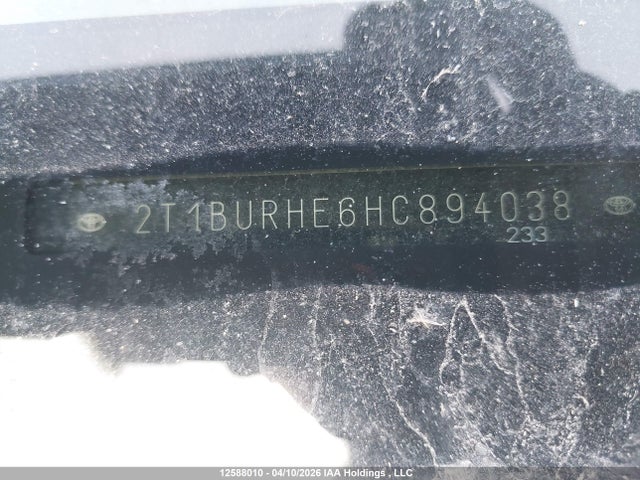 2T1BURHE6HC894038
233
12588010 - 04/10/2026 IAA Holdings , LLC